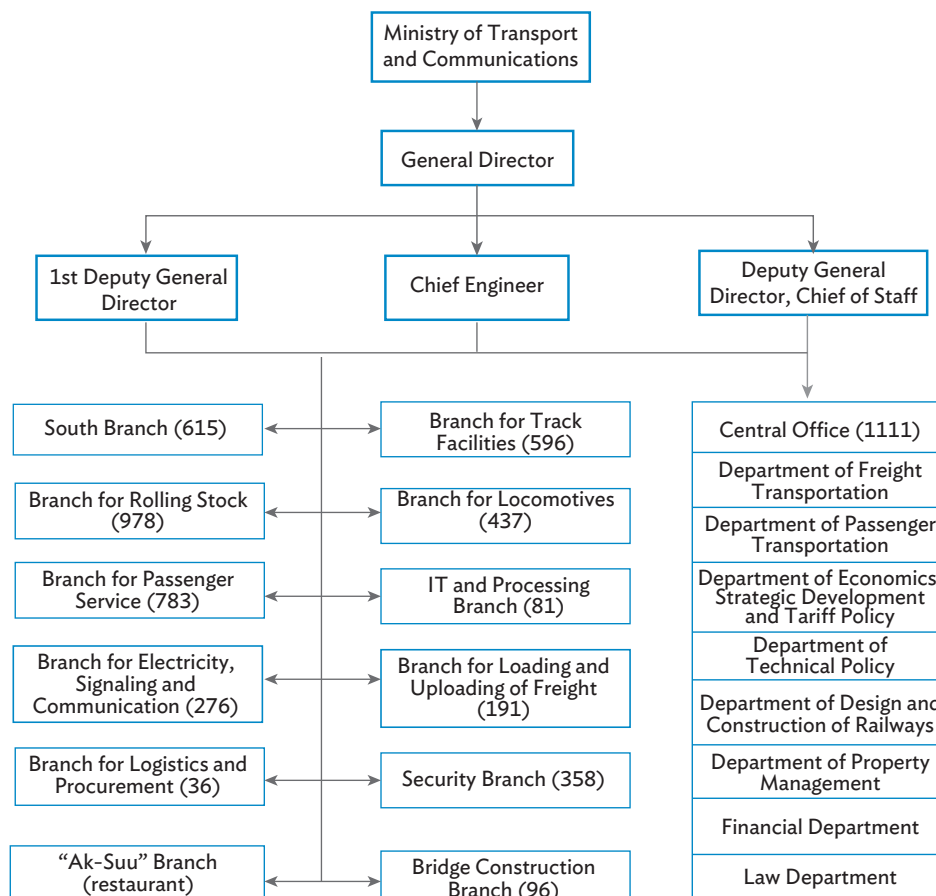 Ministry of Transport
and Communications
General Director
1st Deputy General
Director
Chief Engineer
Deputy General
Director, Chief of Staff
South Branch (615)
Branch for Track
Facilities (596)
Branch for Rolling Stock
(978)
Branch for Locomotives
(437)
Branch for Passenger
Service (783)
IT and Processing
Branch (81)
Branch for Electricity,
Signaling and
Communication (276)
Branch for Loading and
Uploading of Freight
(191)
Branch for Logistics and
Procurement (36)
Security Branch (358)
“Ak-Suu” Branch
(restaurant)
Bridge Construction
Branch (96)
Central Office (1111)
Department of Freight
Transportation
Department of Passenger
Transportation
Department of Economics,
Strategic Development
and Tariff Policy
Department of
Technical Policy
Department of Design and
Construction of Railways
Department of Property
Management
Financial Department
Law Department